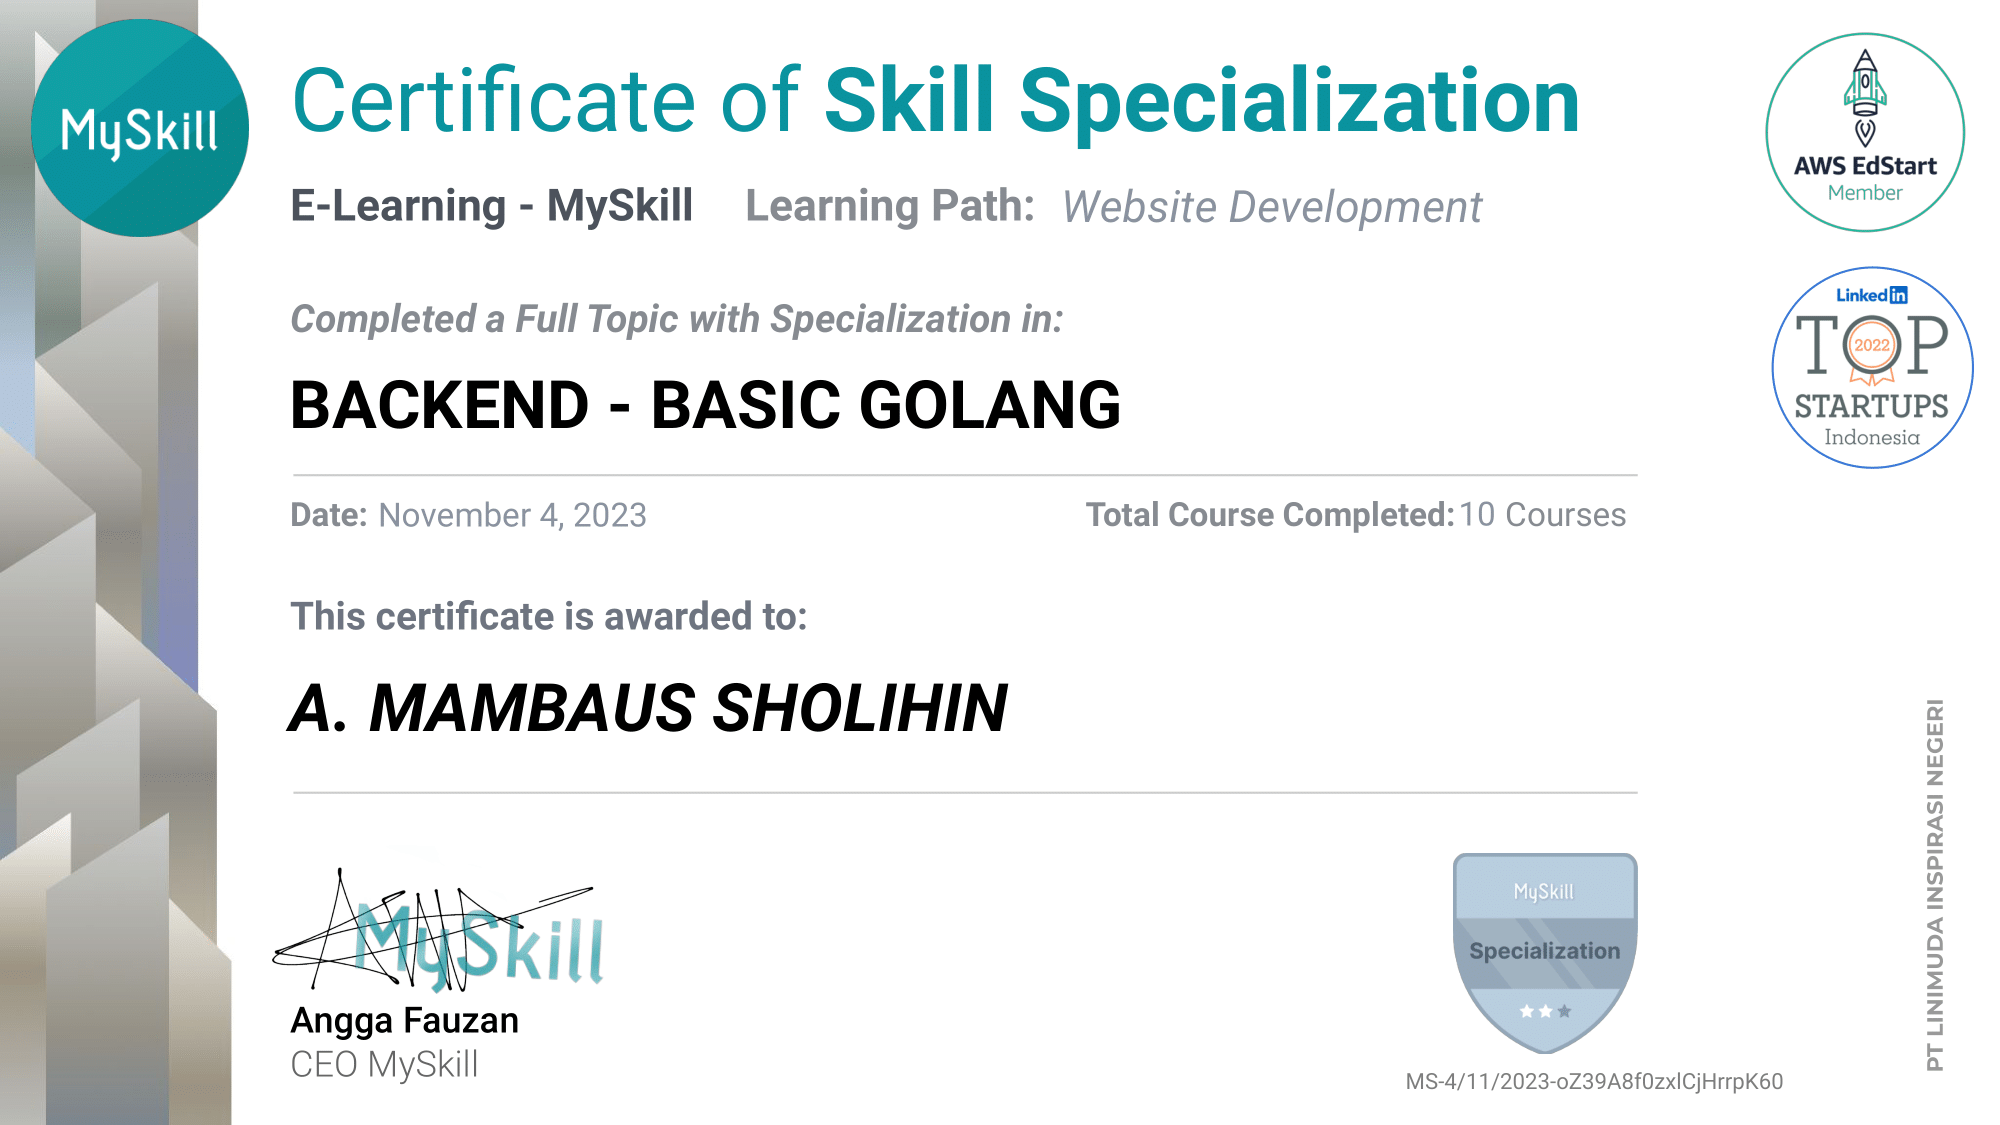 MySkill
Certificate of Skill Specialization
E-Learning - MySkill Learning Path: Website Development
Completed a Full Topic with Specialization in:
BACKEND - BASIC GOLANG
Date: November 4, 2023 Total Course Completed: 10 Courses
This certificate is awarded to:
A. MAMBAUS SHOLIHIN
MySkill
Angga Fauzan
CEO MySkill
MySkill
Specialization
MS-4/11/2023-oZ39A8f0zxlCjHrrpK60
AWS EdStart
Member
Linked in
TOP
2022
STARTUPS
Indonesia
PT LINIMUDA INSPIRASI NEGERI